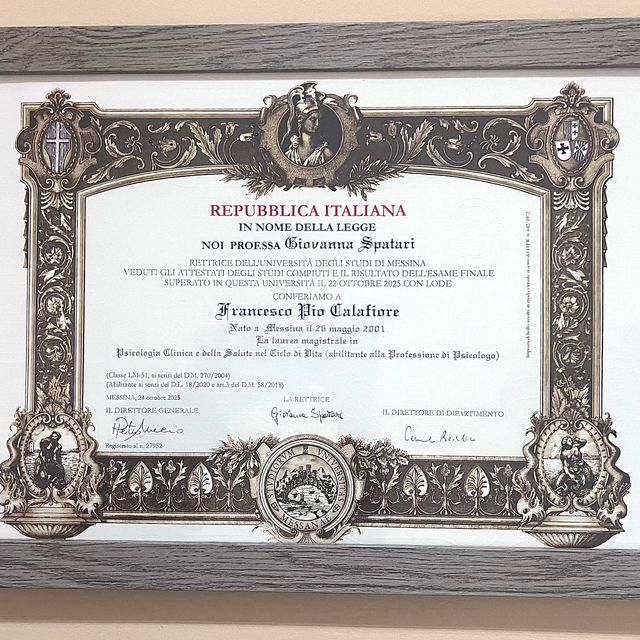 REPUBBLICA ITALIANA
IN NOME DELLA LEGGE
NOI PROF.SSA Giovanna Spatari
RETTRICE DELL'UNIVERSITÀ DEGLI STUDI DI MESSINA
VEDUTI GLI ATTESTATI DEGLI STUDI COMPIUTI E IL RISULTATO DELL'ESAME FINALE
SUPERATO IN QUESTA UNIVERSITÀ IL 22 OTTOBRE 2025 CON LODE
CONFERIAMO A
Francesco Pio Calafiore
Nato a Messina il 26 maggio 2001
La laurea magistrale in
Psicologia Clinica e della Salute nel Ciclo di Vita (abilitante alla Professione di Psicologo)
(Classe LM-51, ai sensi del D.M. 270/2004)
(Abilitante ai sensi del D.L. 18/2020 e art.3 del D.M. 58/2018)
MESSINA, 24 ottobre 2025
IL DIRETTORE GENERALE
LA RETTRICE
IL DIRETTORE DI DIPARTIMENTO
Giovanna Spatari
Registrato al n. 27952